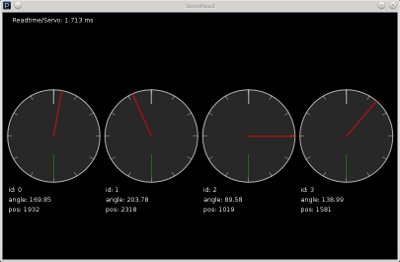 ServoRead
Readtime/Servo: 1.713 ms
id: 0
angle: 169.85
pos: 1932
id: 1
angle: 203.78
pos: 2318
id: 2
angle: 89.58
pos: 1019
id: 3
angle: 138.99
pos: 1581